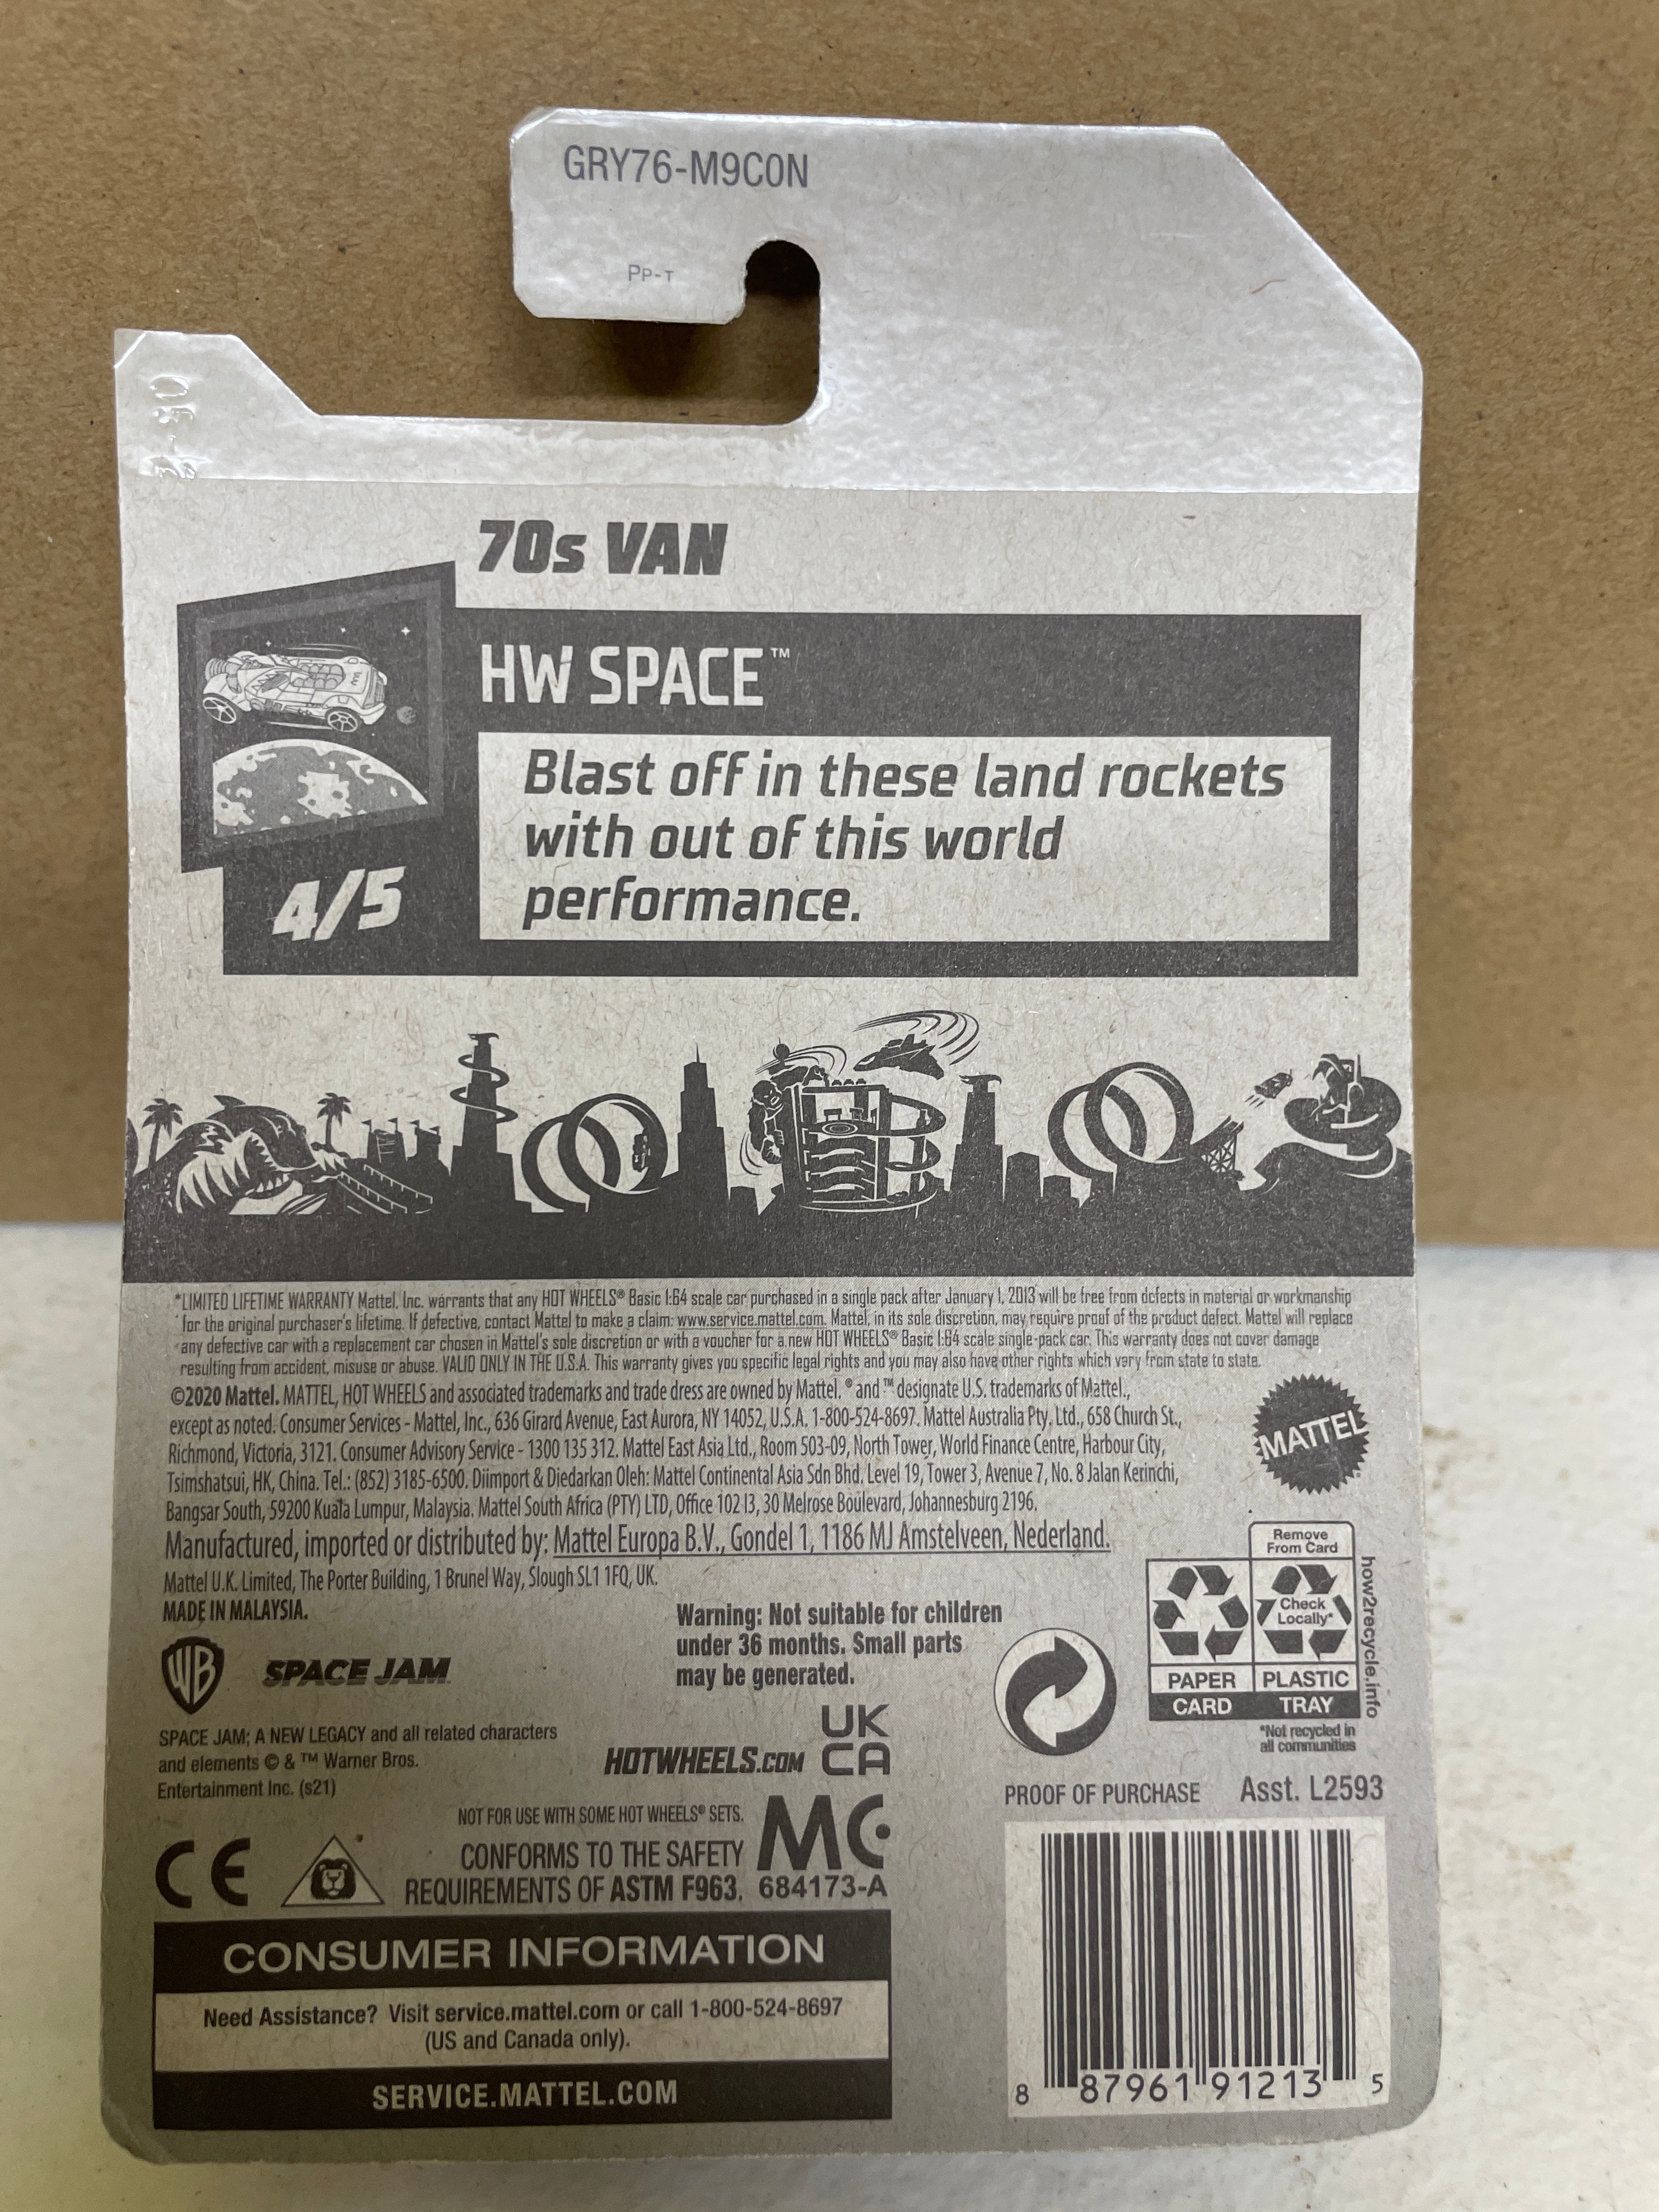 GRY76-M9C0N
PP-T
70s VAN
HW SPACE™
Blast off in these land rockets
with out of this world
performance.
4/5
*LIMITED LIFETIME WARRANTY Mattel, Inc. warrants that any HOT WHEELS® Basic 1:64 scale car purchased in a single pack after January 1, 2013 will be free from defects in material or workmanship
for the original purchaser's lifetime. If defective, contact Mattel to make a claim: www.service.mattel.com. Mattel, in its sole discretion, may require proof of the product defect. Mattel will replace
any defective car with a replacement car chosen in Mattel's sole discretion or with a voucher for a new HOT WHEELS® Basic 1:64 scale single-pack car. This warranty does not cover damage
resulting from accident, misuse or abuse. VALID ONLY IN THE U.S.A. This warranty gives you specific legal rights and you may also have other rights which vary from state to state.
©2020 Mattel. MATTEL, HOT WHEELS and associated trademarks and trade dress are owned by Mattel. ® and ™ designate U.S. trademarks of Mattel.,
except as noted. Consumer Services - Mattel, Inc., 636 Girard Avenue, East Aurora, NY 14052, U.S.A. 1-800-524-8697. Mattel Australia Pty. Ltd., 658 Church St.,
Richmond, Victoria, 3121. Consumer Advisory Service - 1300 135 312. Mattel East Asia Ltd., Room 503-09, North Tower, World Finance Centre, Harbour City,
Tsimshatsui, HK, China. Tel.: (852) 3185-6500. Diimport & Diedarkan Oleh: Mattel Continental Asia Sdn Bhd. Level 19, Tower 3, Avenue 7, No. 8 Jalan Kerinchi,
Bangsar South, 59200 Kuala Lumpur, Malaysia. Mattel South Africa (PTY) LTD, Office 102 I3, 30 Melrose Boulevard, Johannesburg 2196.
Manufactured, imported or distributed by: Mattel Europa B.V., Gondel 1, 1186 MJ Amstelveen, Nederland.
Mattel U.K. Limited, The Porter Building, 1 Brunel Way, Slough SL1 1FQ, UK.
MADE IN MALAYSIA.
MATTEL
Warning: Not suitable for children
under 36 months. Small parts
may be generated.
Remove
From Card
Check
Locally*
PAPER
PLASTIC
CARD
TRAY
how2recycle.info
*Not recycled in
all communities
WB
SPACE JAM
SPACE JAM; A NEW LEGACY and all related characters
and elements © & ™ Warner Bros.
Entertainment Inc. (s21)
HOTWHEELS.COM
UK
CA
PROOF OF PURCHASE
Asst. L2593
NOT FOR USE WITH SOME HOT WHEELS® SETS.
CE
CONFORMS TO THE SAFETY
REQUIREMENTS OF ASTM F963.
MC
684173-A
CONSUMER INFORMATION
Need Assistance? Visit service.mattel.com or call 1-800-524-8697
(US and Canada only).
SERVICE.MATTEL.COM
8 87961 91213 5